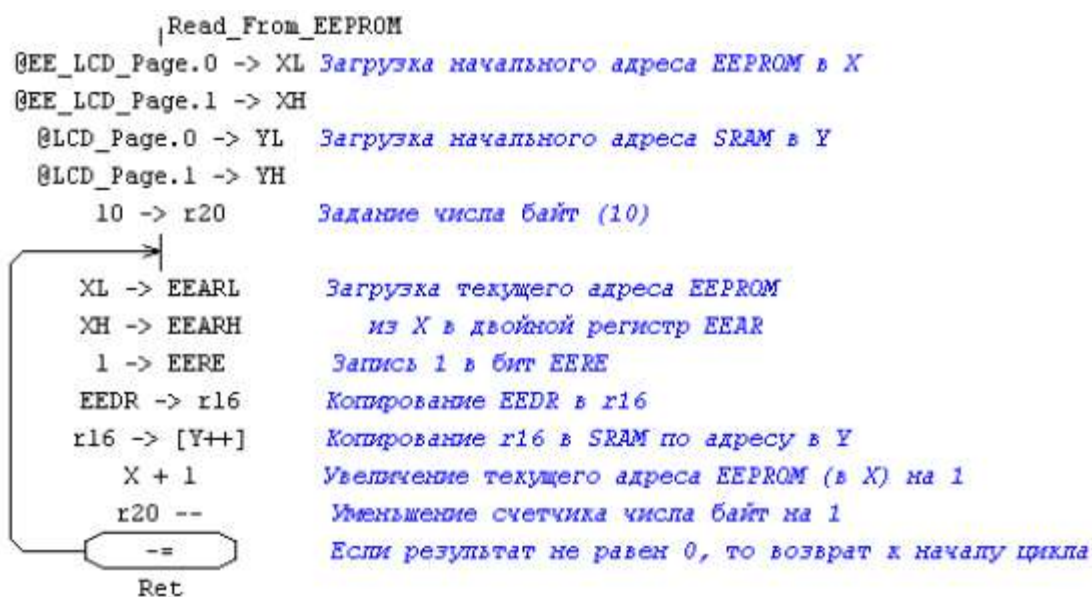 Read_From_EEPROM
@EE_LCD_Page.0 -> XL Загрузка начального адреса EEPROM в X
@EE_LCD_Page.1 -> XH
@LCD_Page.0 -> YL Загрузка начального адреса SRAM в Y
@LCD_Page.1 -> YH
10 -> r20 Задание числа байт (10)
XL -> EEARL Загрузка текущего адреса EEPROM
XH -> EEARH из X в двойной регистр EEAR
1 -> EERE Запись 1 в бит EERE
EEDR -> r16 Копирование EEDR в r16
r16 -> [Y++] Копирование r16 в SRAM по адресу в Y
X + 1 Увеличение текущего адреса EEPROM (в X) на 1
r20 -- Уменьшение счетчика числа байт на 1
-= Если результат не равен 0, то возврат к началу цикла
Ret